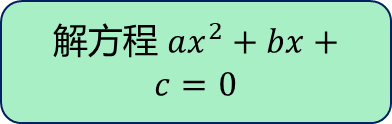 解方程 𝑎𝑥² + 𝑏𝑥 +
𝑐 = 0